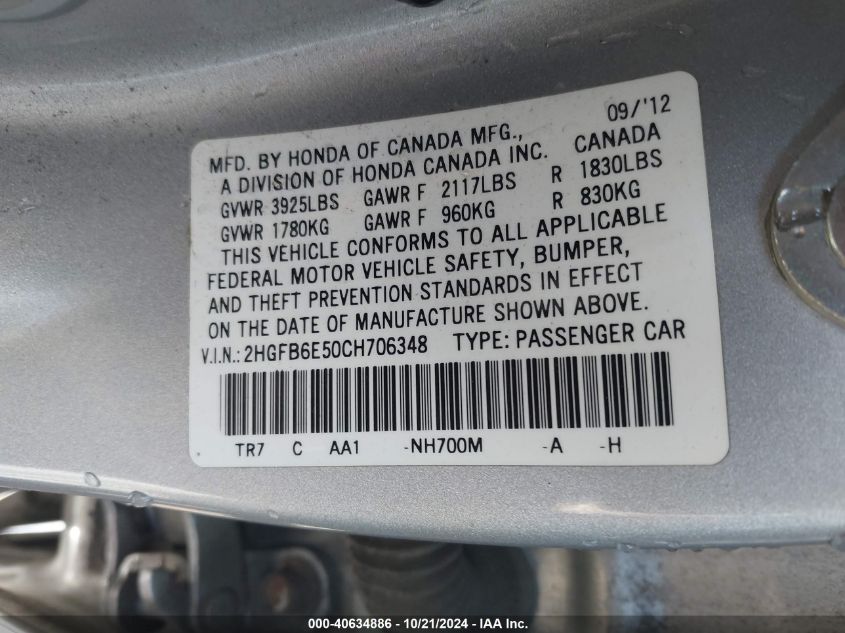 09/'12
MFD. BY HONDA OF CANADA MFG., CANADA
A DIVISION OF HONDA CANADA INC.
GVWR 3925LBS GAWR F 2117LBS R 1830LBS
GVWR 1780KG GAWR F 960KG R 830KG
THIS VEHICLE CONFORMS TO ALL APPLICABLE
FEDERAL MOTOR VEHICLE SAFETY, BUMPER,
AND THEFT PREVENTION STANDARDS IN EFFECT
ON THE DATE OF MANUFACTURE SHOWN ABOVE.
V.I.N.: 2HGFB6E50CH706348 TYPE: PASSENGER CAR
TR7 C AA1 -NH700M -A -H
000-40634886 - 10/21/2024 - IAA Inc.